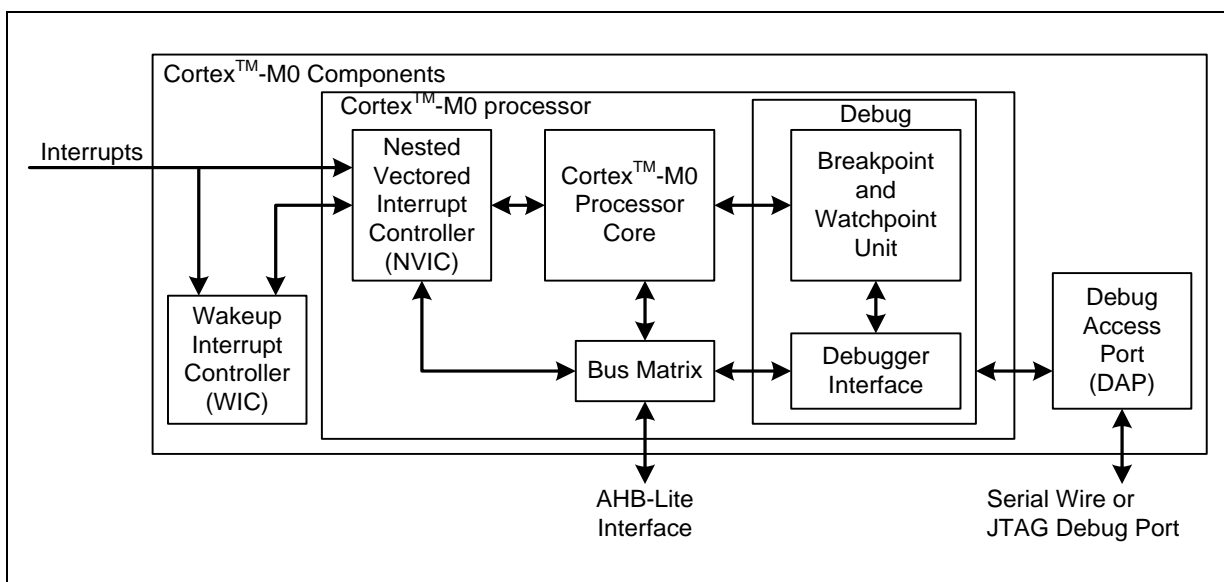 Cortex™-M0 Components
Cortex™-M0 processor
Debug
Interrupts
Nested
Vectored
Interrupt
Controller
(NVIC)
Cortex™-M0
Processor
Core
Breakpoint
and
Watchpoint
Unit
Wakeup
Interrupt
Controller
(WIC)
Bus Matrix
Debugger
Interface
Debug
Access
Port
(DAP)
AHB-Lite
Interface
Serial Wire or
JTAG Debug Port